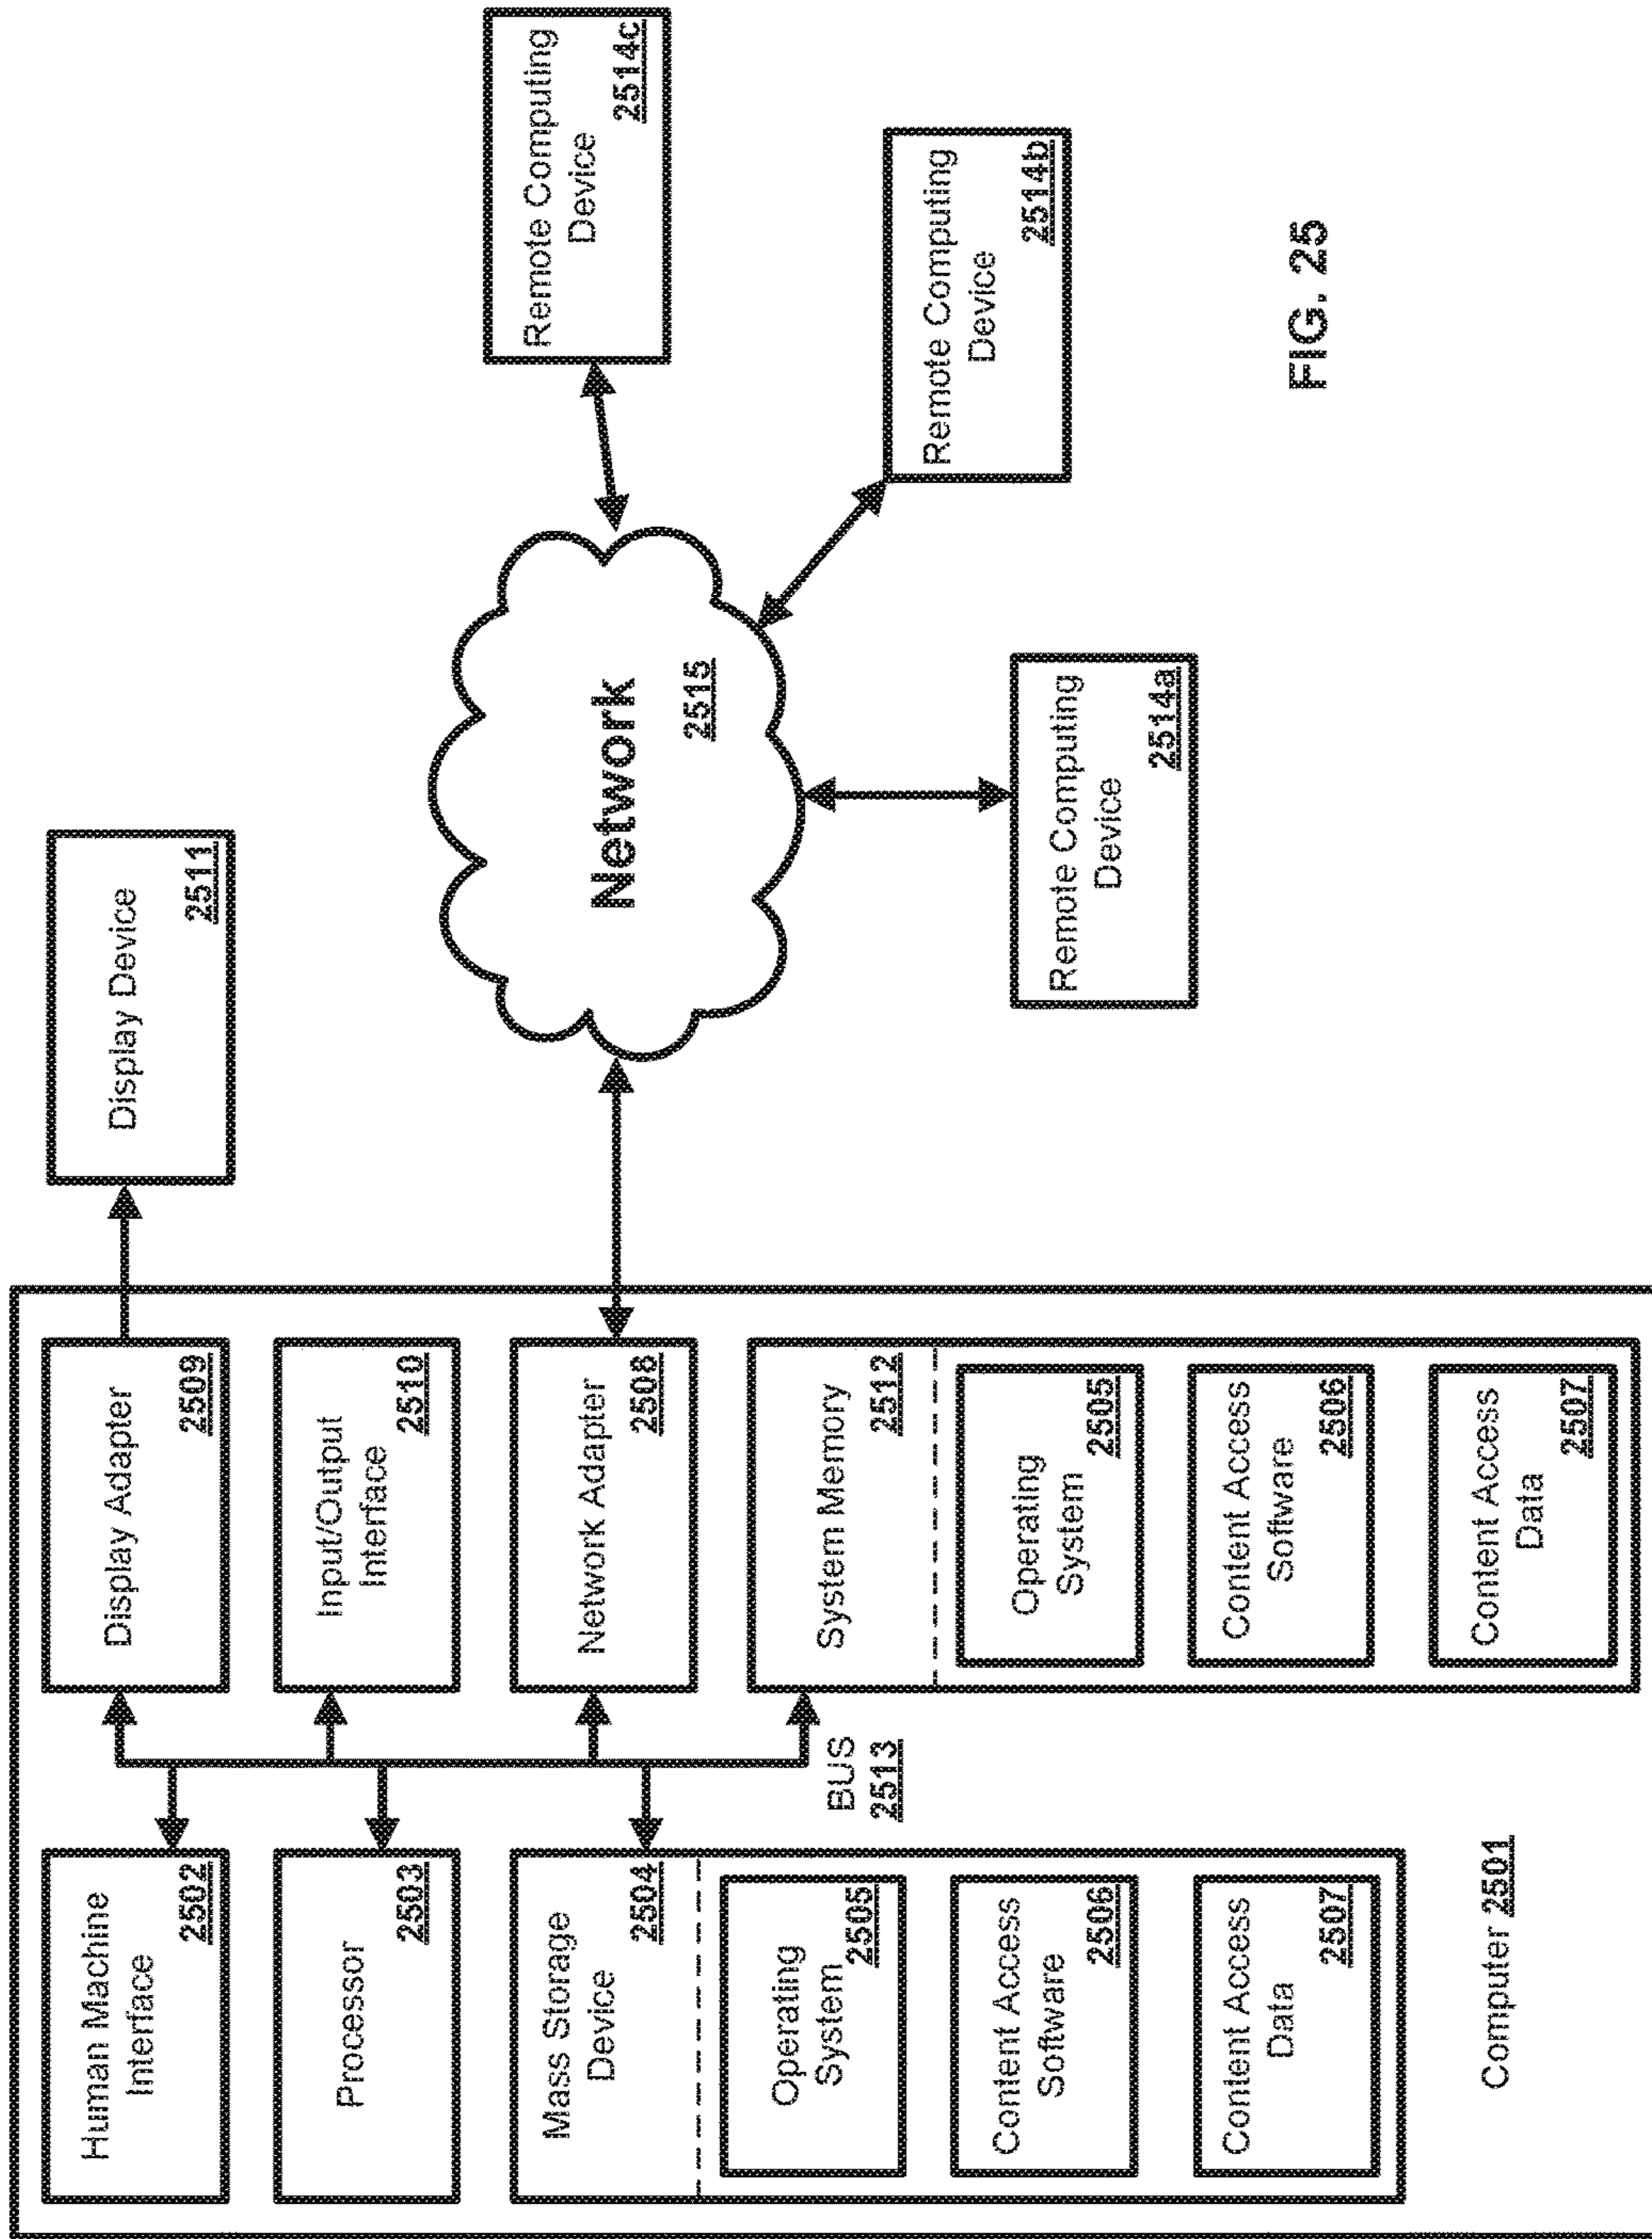 Human Machine
Interface
2502
Processor
2503
Mass Storage
Device
2504
Operating
System
2505
Content Access
Software
2506
Content Access
Data
2507
Computer 2501
BUS
2513
Display Adapter
2509
Input/Output
Interface
2510
Network Adapter
2508
System Memory
2512
Operating
System
2505
Content Access
Software
2506
Content Access
Data
2507
Display Device
2511
Network
2515
Remote Computing
Device
2514a
Remote Computing
Device
2514b
Remote Computing
Device
2514c
FIG. 25